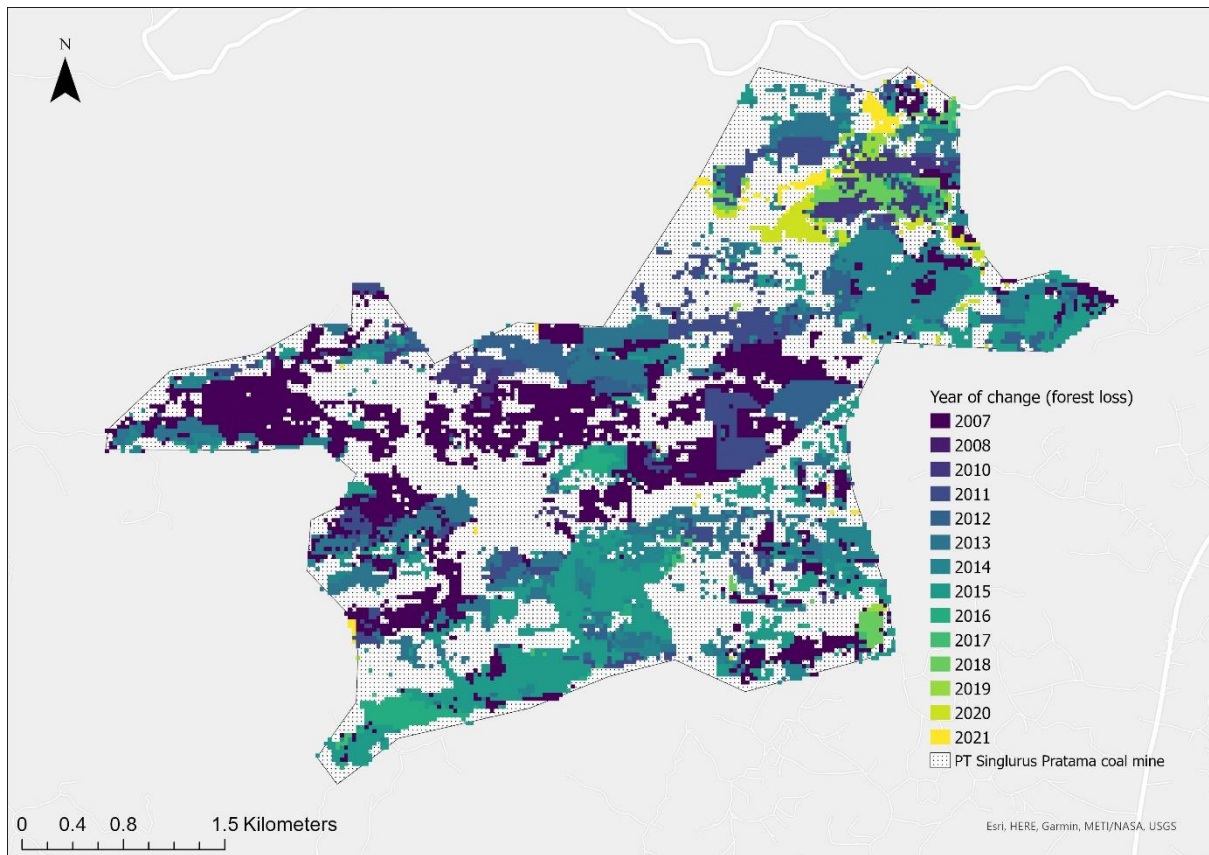 N
Year of change (forest loss)
2007
2008
2010
2011
2012
2013
2014
2015
2016
2017
2018
2019
2020
2021
PT Singlurus Pratama coal mine
0 0.4 0.8 1.5 Kilometers
Esri, HERE, Garmin, METI/NASA, USGS